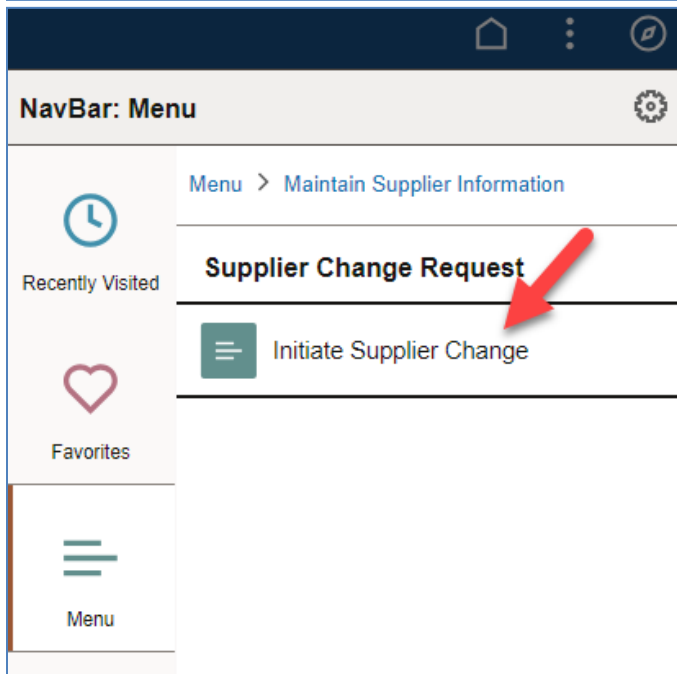 NavBar: Menu
Menu > Maintain Supplier Information
Recently Visited
Supplier Change Request
Initiate Supplier Change
Favorites
Menu